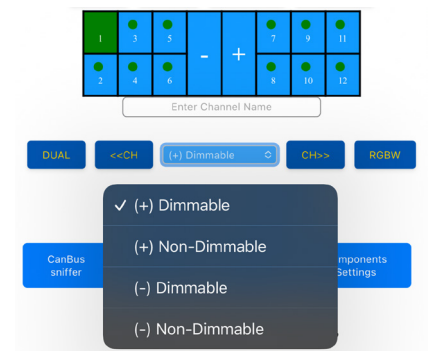 1 3 5 - + 7 9 11
2 4 6 8 10 12
Enter Channel Name
DUAL <<CH (+) Dimmable CH>> RGBW
✓ (+) Dimmable
(+) Non-Dimmable
(-) Dimmable
(-) Non-Dimmable
CanBus
sniffer
mponents
Settings